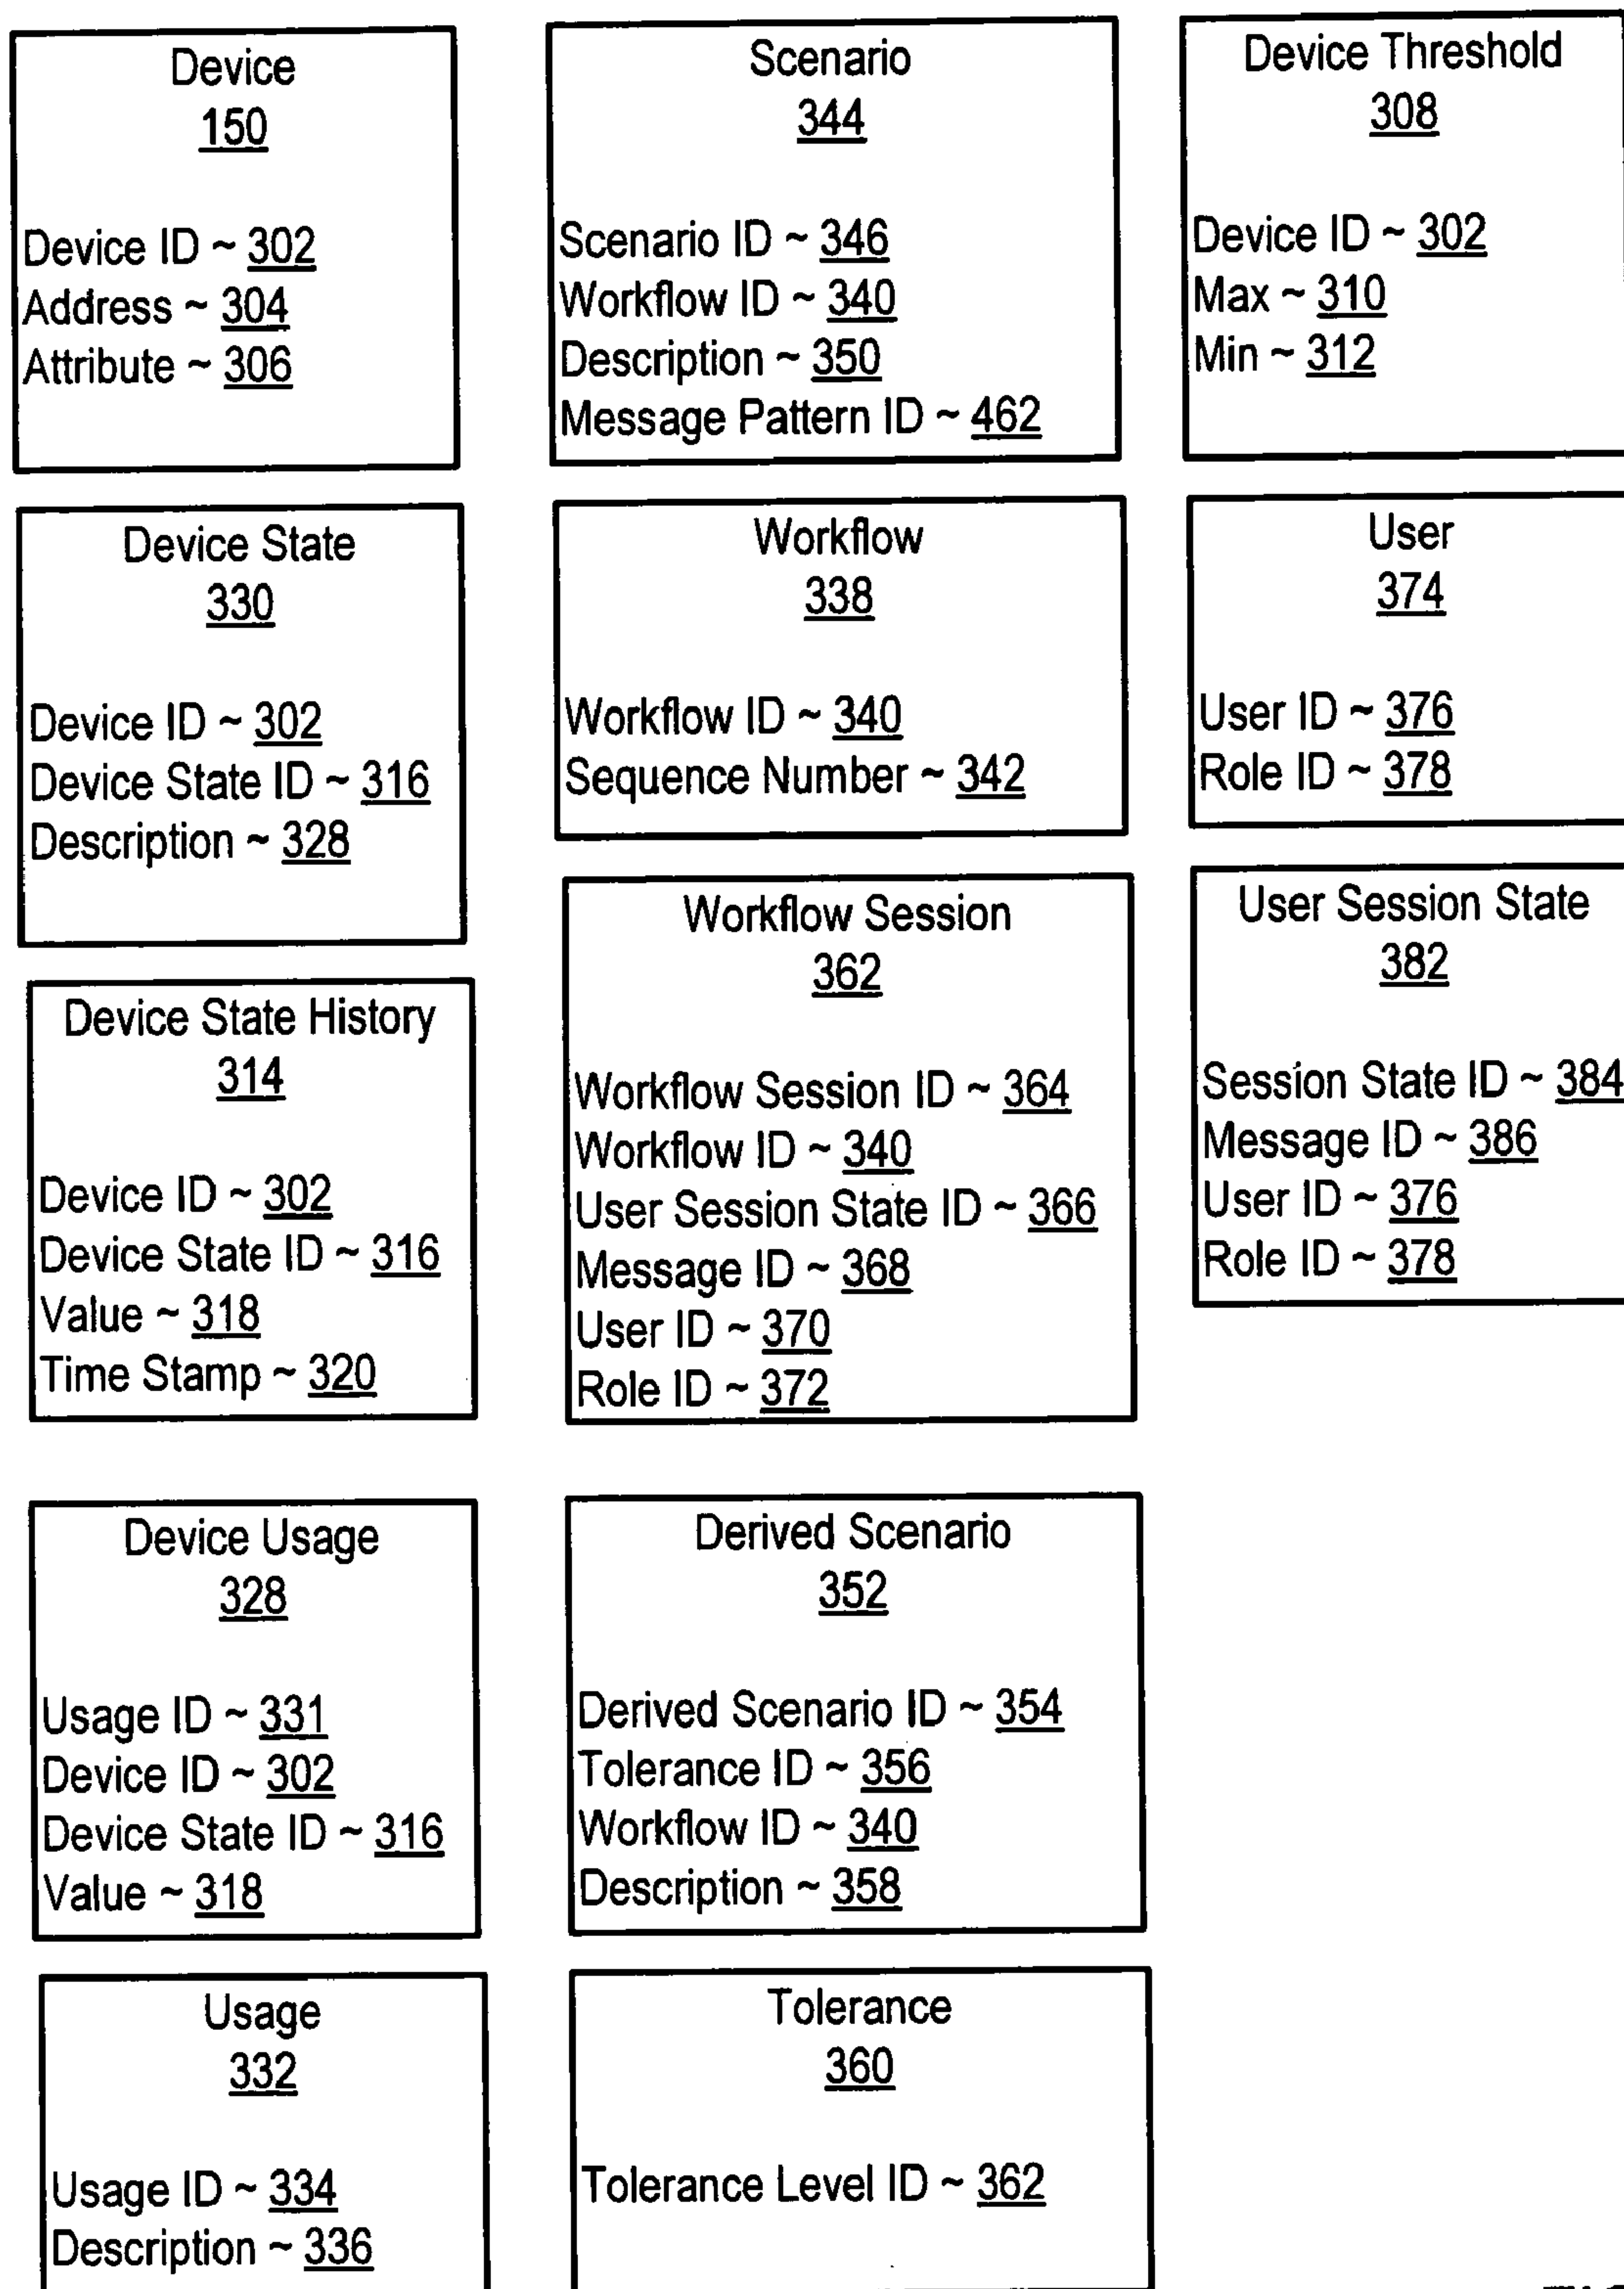 Device
150
Device ID ~ 302
Address ~ 304
Attribute ~ 306
Scenario
344
Scenario ID ~ 346
Workflow ID ~ 340
Description ~ 350
Message Pattern ID ~ 462
Device Threshold
308
Device ID ~ 302
Max ~ 310
Min ~ 312
Device State
330
Device ID ~ 302
Device State ID ~ 316
Description ~ 328
Workflow
338
Workflow ID ~ 340
Sequence Number ~ 342
User
374
User ID ~ 376
Role ID ~ 378
Device State History
314
Device ID ~ 302
Device State ID ~ 316
Value ~ 318
Time Stamp ~ 320
Workflow Session
362
Workflow Session ID ~ 364
Workflow ID ~ 340
User Session State ID ~ 366
Message ID ~ 368
User ID ~ 370
Role ID ~ 372
User Session State
382
Session State ID ~ 384
Message ID ~ 386
User ID ~ 376
Role ID ~ 378
Device Usage
328
Usage ID ~ 331
Device ID ~ 302
Device State ID ~ 316
Value ~ 318
Derived Scenario
352
Derived Scenario ID ~ 354
Tolerance ID ~ 356
Workflow ID ~ 340
Description ~ 358
Usage
332
Usage ID ~ 334
Description ~ 336
Tolerance
360
Tolerance Level ID ~ 362